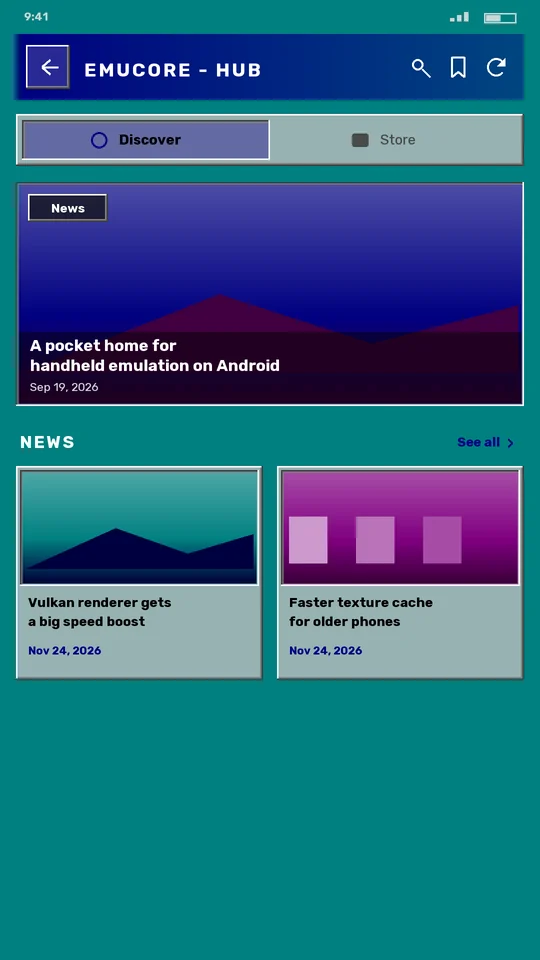 9:41
EMUCORE - HUB
Discover
Store
News
A pocket home for
handheld emulation on Android
Sep 19, 2026
NEWS
See all
Vulkan renderer gets
a big speed boost
Nov 24, 2026
Faster texture cache
for older phones
Nov 24, 2026